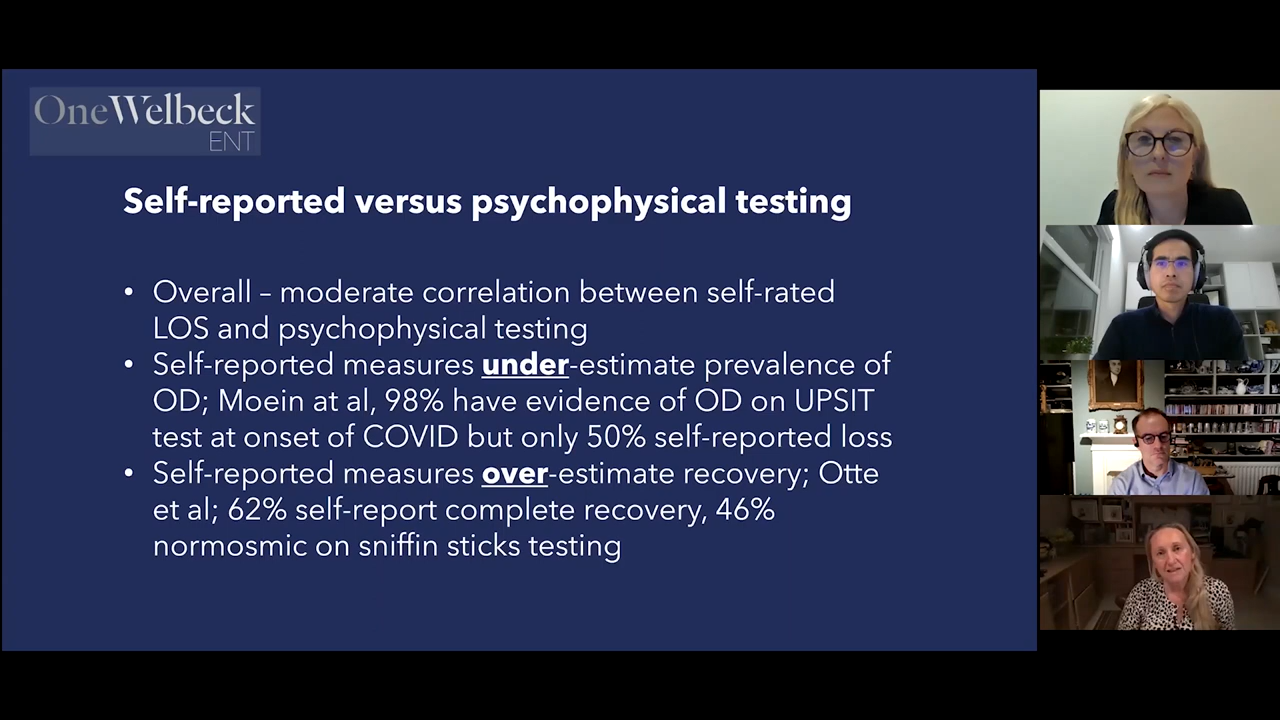 OneWelbeck
ENT
Self-reported versus psychophysical testing
• Overall – moderate correlation between self-rated
LOS and psychophysical testing
• Self-reported measures under-estimate prevalence of
OD; Moein at al, 98% have evidence of OD on UPSIT
test at onset of COVID but only 50% self-reported loss
• Self-reported measures over-estimate recovery; Otte
et al; 62% self-report complete recovery, 46%
normosmic on sniffin sticks testing